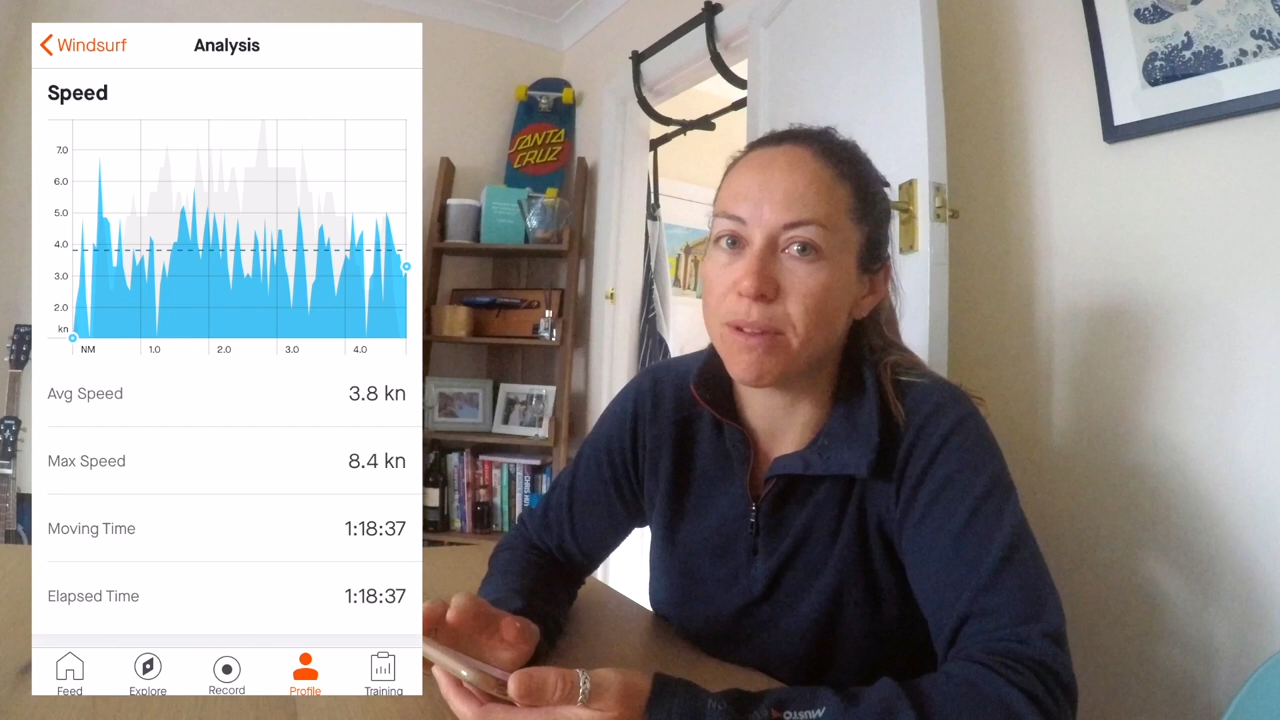 Windsurf
Analysis
Speed
7.0
6.0
5.0
4.0
3.0
2.0
kn
NM
1.0
2.0
3.0
4.0
Avg Speed
3.8 kn
Max Speed
8.4 kn
Moving Time
1:18:37
Elapsed Time
1:18:37
Feed
Explore
Record
Profile
Training
SANTA
CRUZ
MUSTO